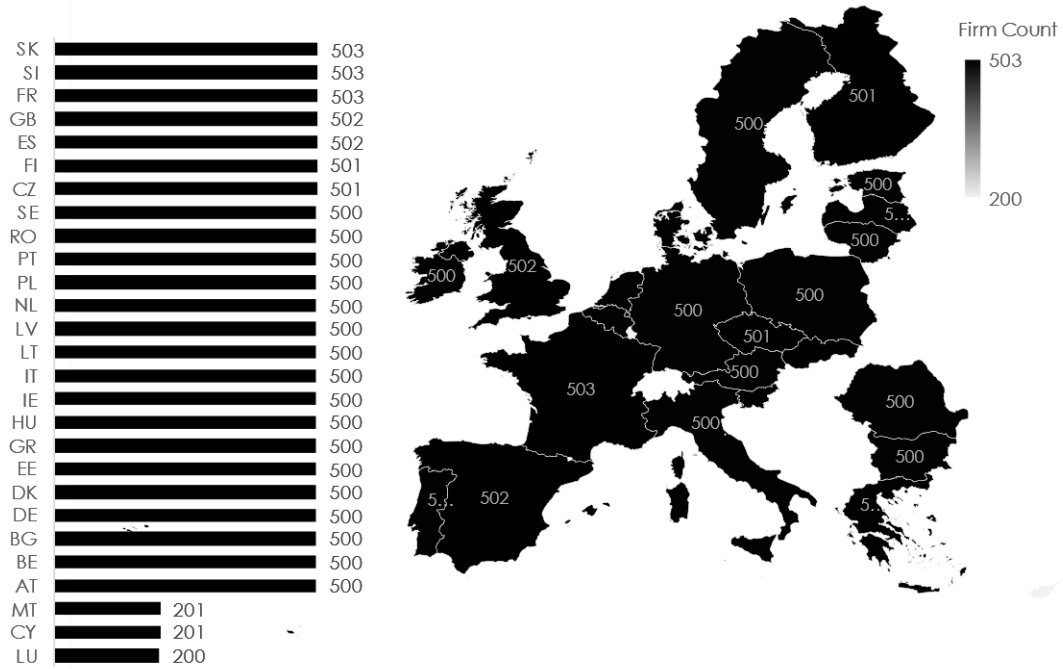 SK 503
SI 503
FR 503
GB 502
ES 502
FI 501
CZ 501
SE 500
RO 500
PT 500
PL 500
NL 500
LV 500
LT 500
IT 500
IE 500
HU 500
GR 500
EE 500
DK 500
DE 500
BG 500
BE 500
AT 500
MT 201
CY 201
LU 200
Firm Count
503
200
501
500
500
5...
500
500
502
500
500
501
500
503
500
500
500
5...
502
5...